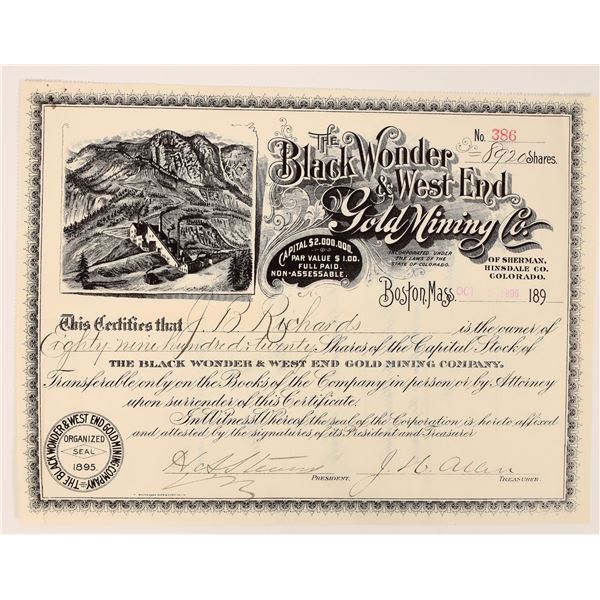 No. 386
8920 Shares.
The
Black Wonder
& West End
Gold Mining Co.
CAPITAL $2,000,000.
PAR VALUE $1.00.
FULL PAID.
NON-ASSESSABLE.
INCORPORATED UNDER
THE LAWS OF THE
STATE OF COLORADO.
OF SHERMAN,
HINSDALE CO.
COLORADO.
Boston, Mass. OCT 1896 189
This Certifies that J. B. Richards is the owner of
Eighty nine hundred & twenty Shares of the Capital Stock of
THE BLACK WONDER & WEST END GOLD MINING COMPANY.
Transferable only on the Books of the Company in person or by Attorney
upon surrender of this Certificate.
In Witness Whereof the seal of the Corporation is hereto affixed
and attested by the signatures of its President and Treasurer
THE BLACK WONDER & WEST END GOLD MINING COMPANY
ORGANIZED
SEAL
1895.
PRESIDENT.
J. H. Allen
TREASURER.